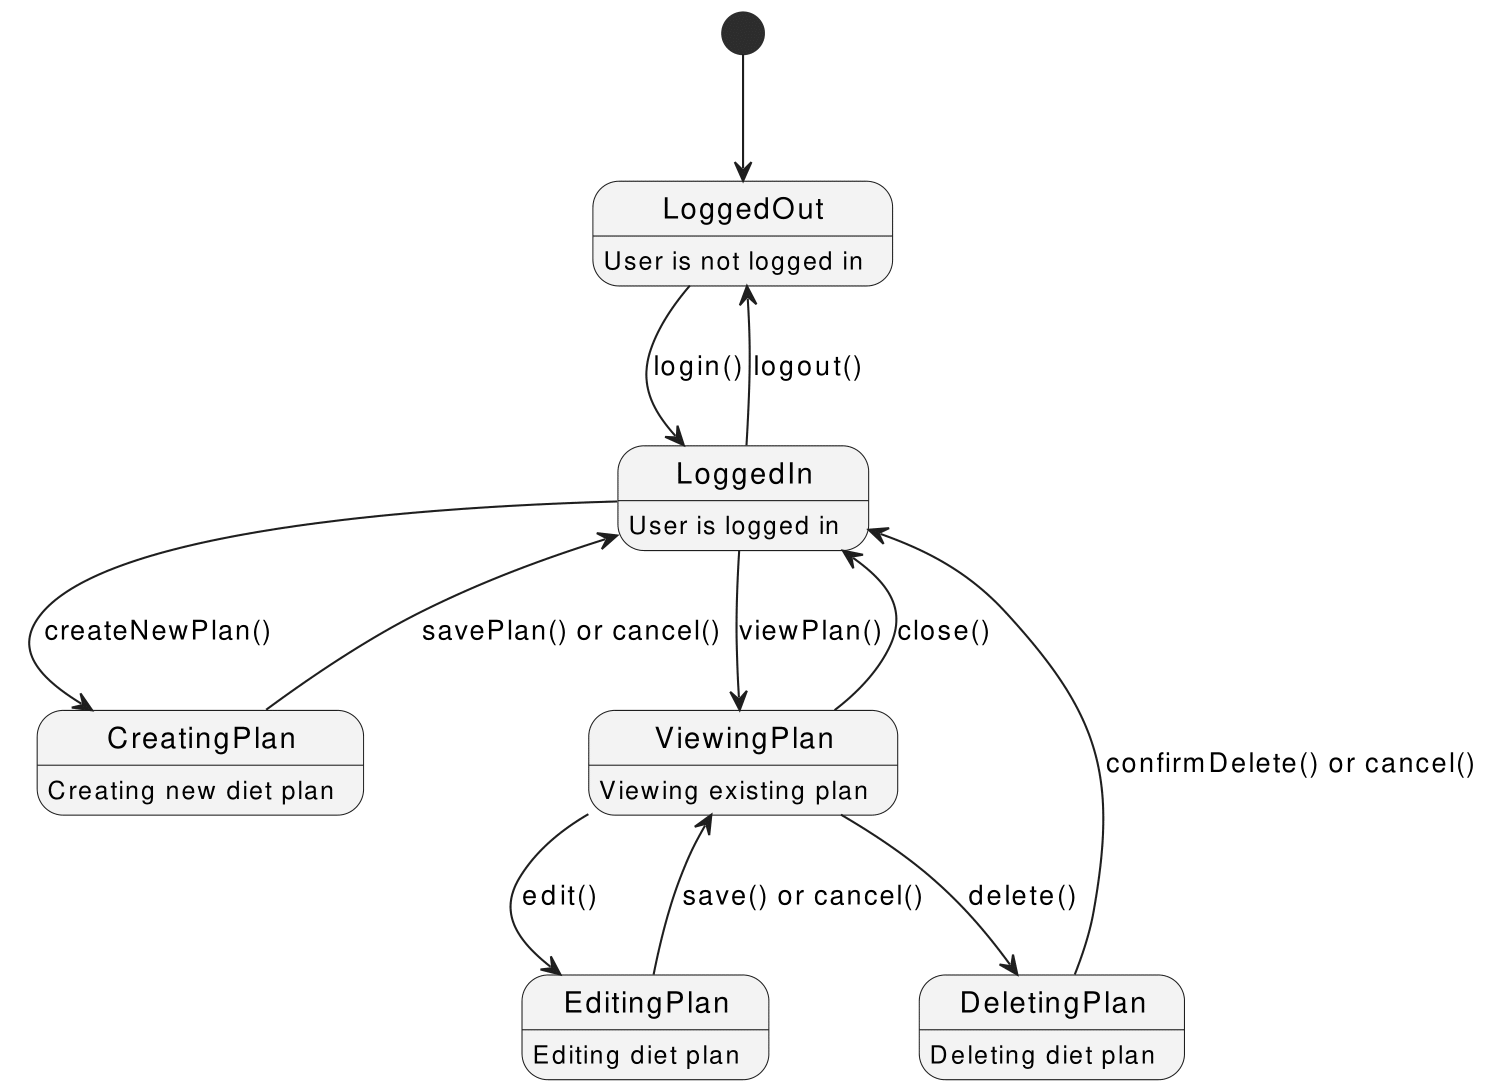 LoggedOut
User is not logged in
login()
logout()
LoggedIn
User is logged in
createNewPlan()
savePlan() or cancel()
viewPlan()
close()
CreatingPlan
Creating new diet plan
ViewingPlan
Viewing existing plan
confirmDelete() or cancel()
edit()
save() or cancel()
delete()
EditingPlan
Editing diet plan
DeletingPlan
Deleting diet plan